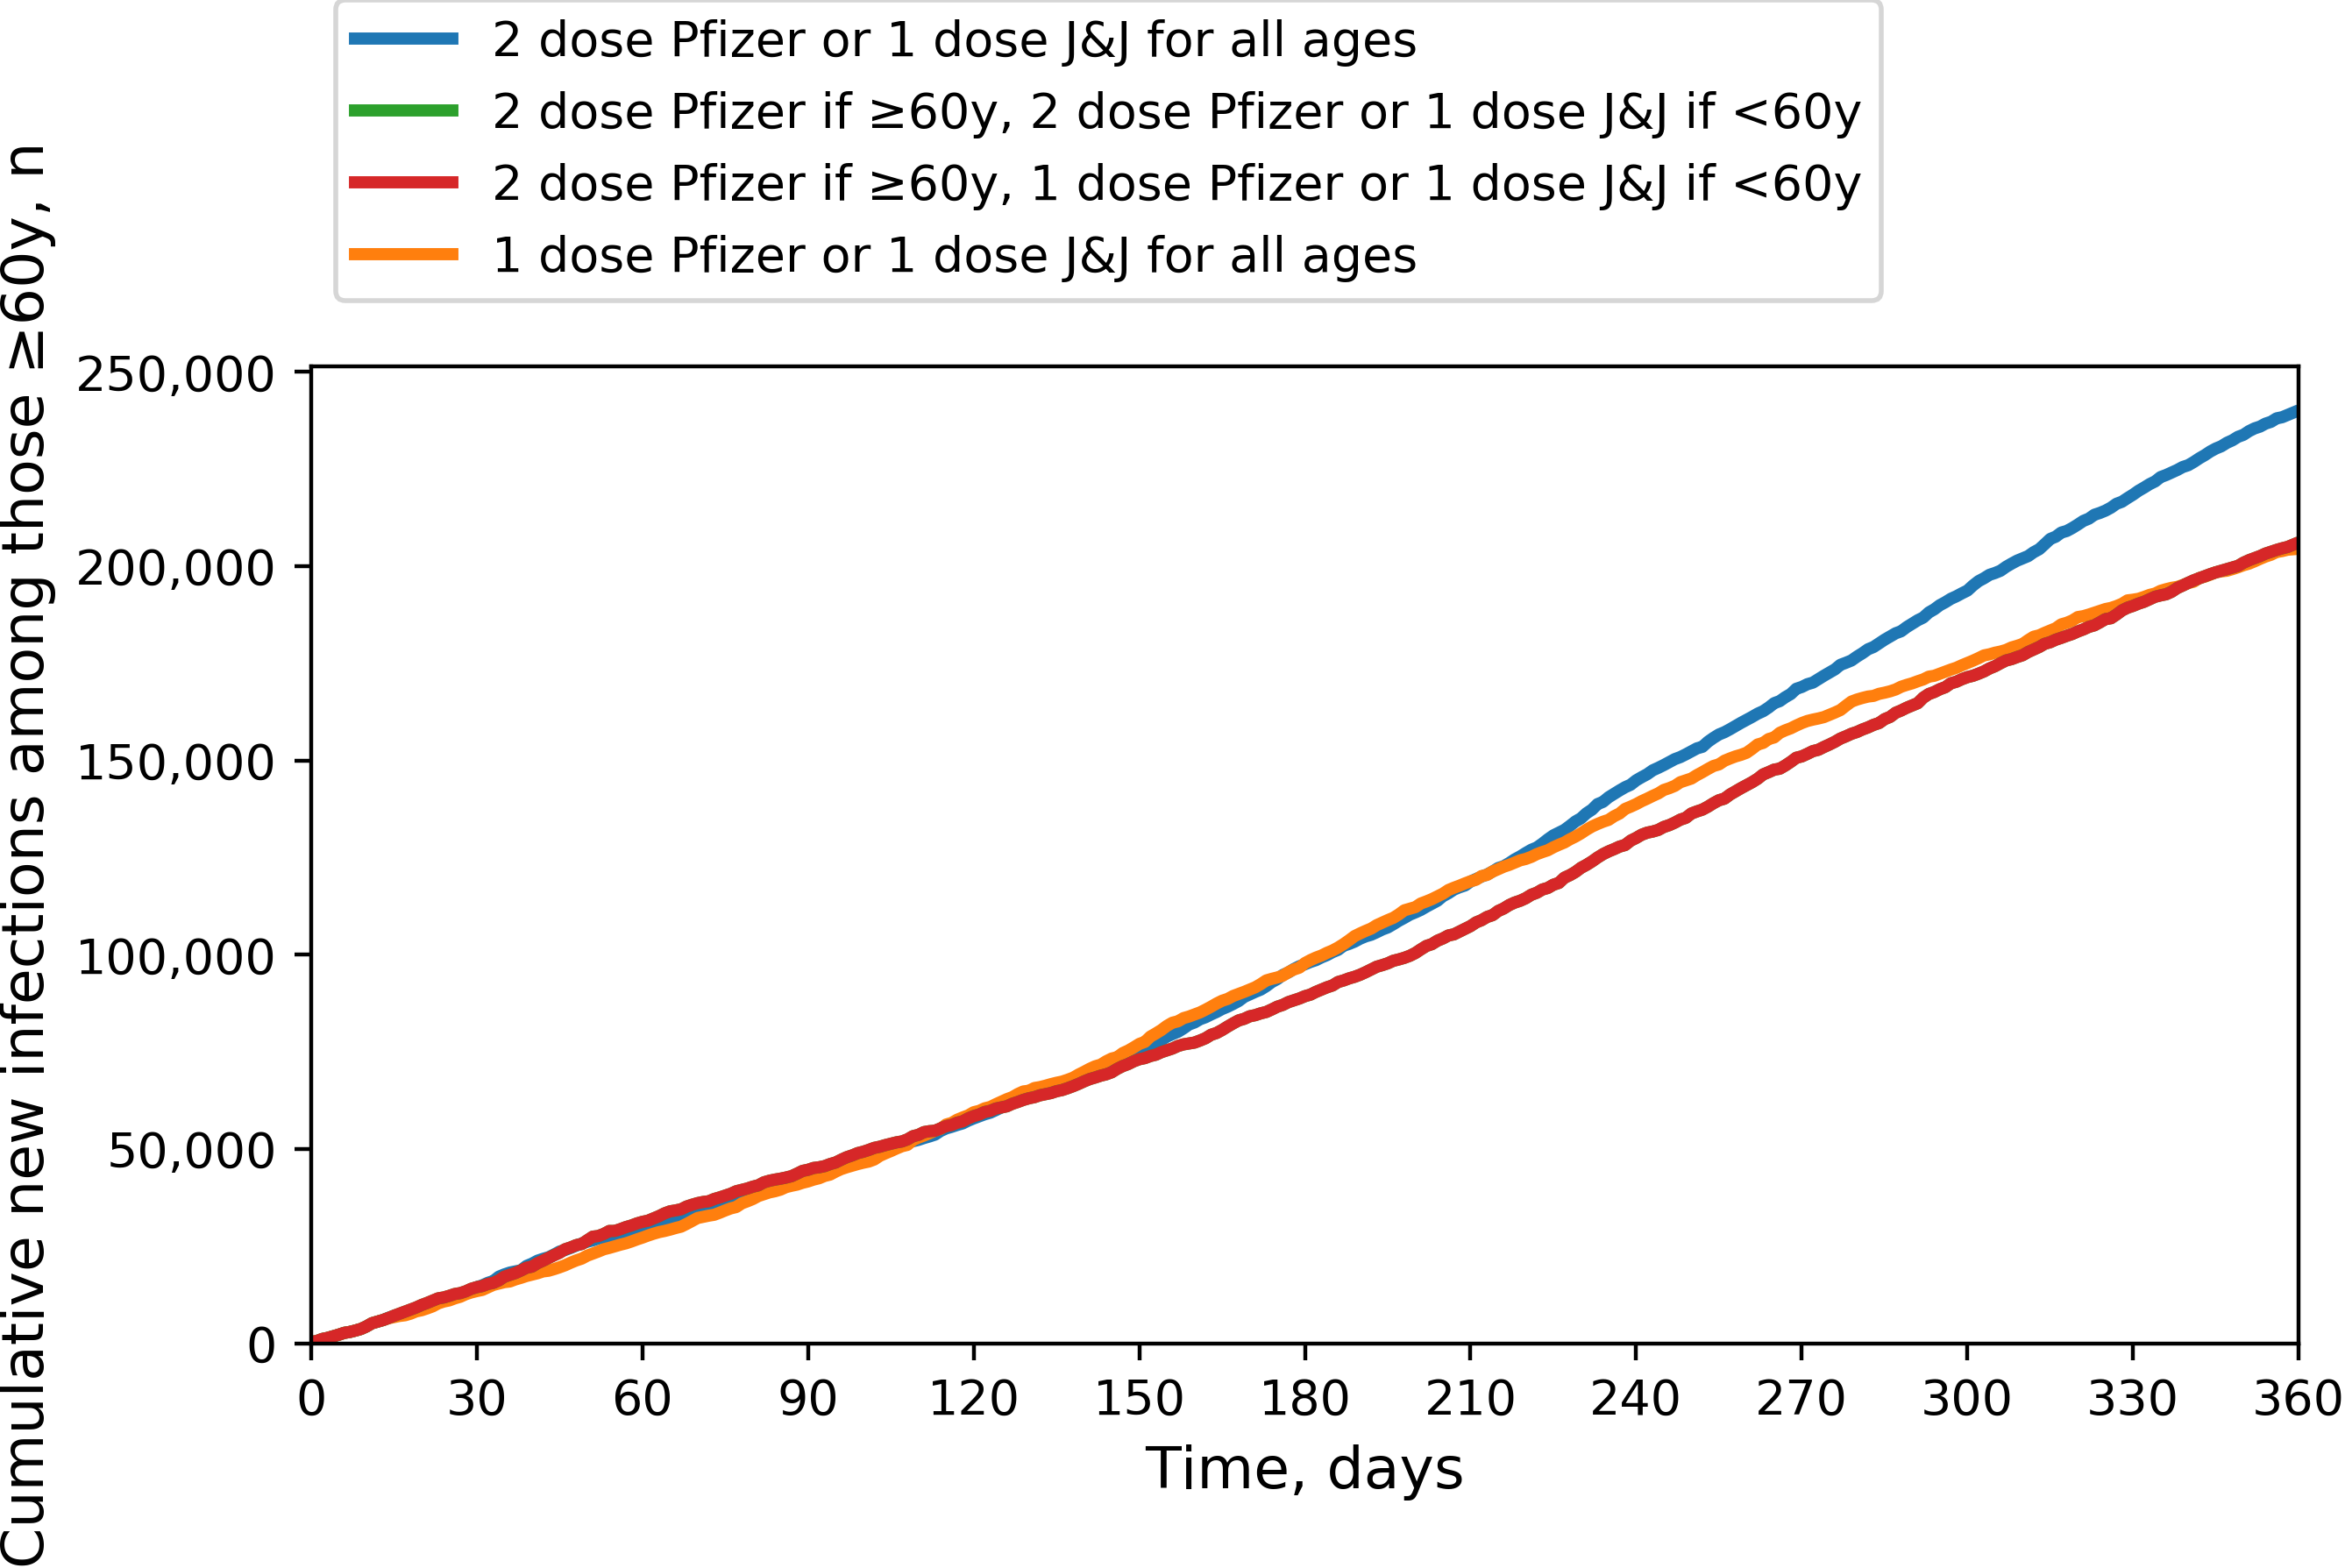 2 dose Pfizer or 1 dose J&J for all ages
2 dose Pfizer if ≥60y, 2 dose Pfizer or 1 dose J&J if <60y
2 dose Pfizer if ≥60y, 1 dose Pfizer or 1 dose J&J if <60y
1 dose Pfizer or 1 dose J&J for all ages
Cumulative new infections among those ≥60y, n
250,000
200,000
150,000
100,000
50,000
0
0 30 60 90 120 150 180 210 240 270 300 330 360
Time, days